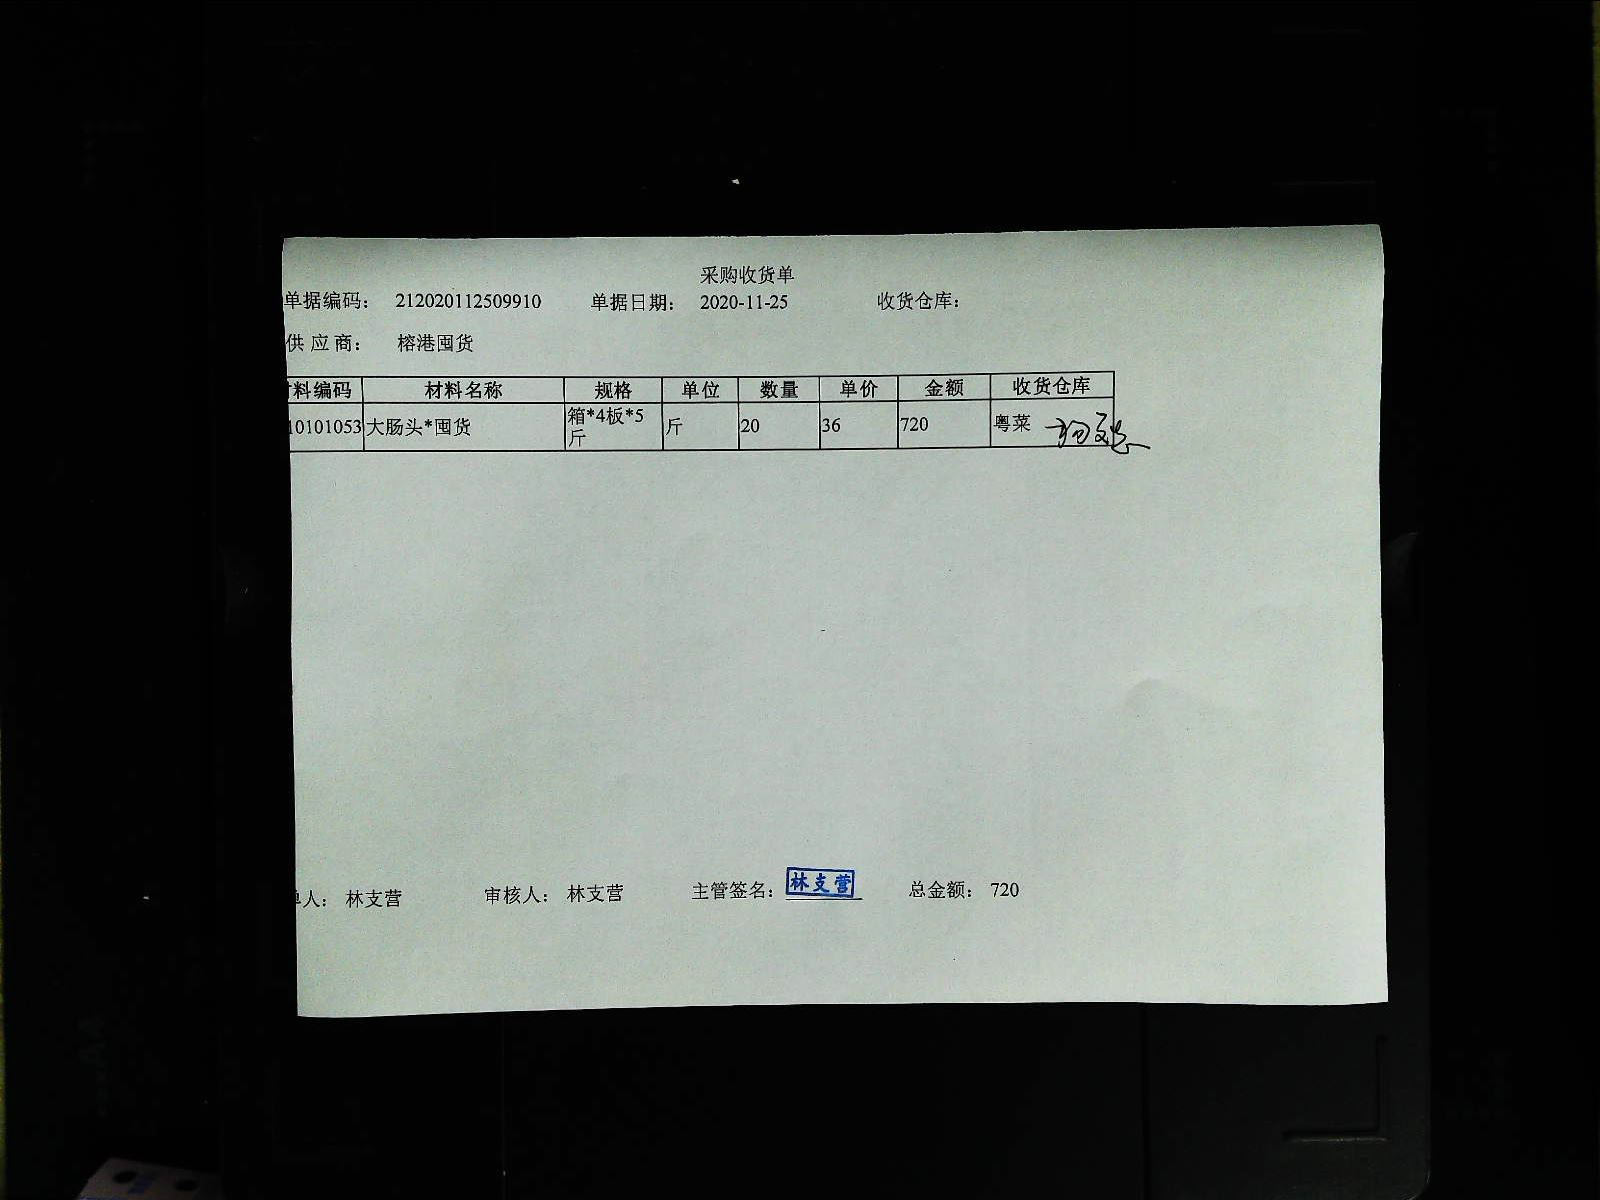 采购收货单
单据编码： 212020112509910 单据日期： 2020-11-25 收货仓库：
供应商： 榕港囤货
料编码 材料名称 规格 单位 数量 单价 金额 收货仓库
10101053 大肠头*囤货 箱*4板*5斤 斤 20 36 720 粤菜
单人： 林支营 审核人： 林支营 主管签名： 林支营 总金额： 720